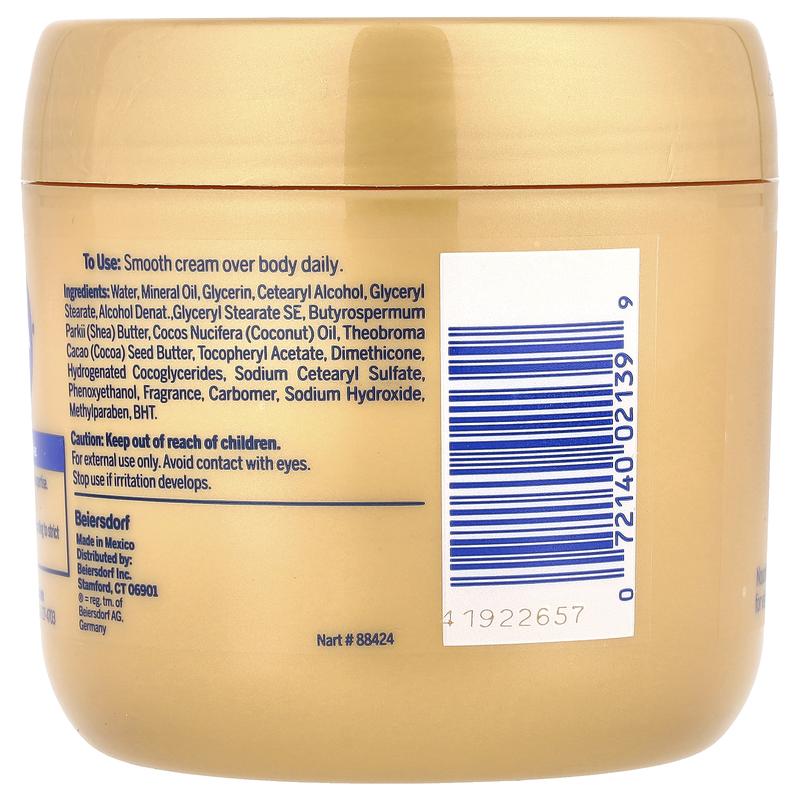 To Use: Smooth cream over body daily.
Ingredients: Water, Mineral Oil, Glycerin, Cetearyl Alcohol, Glyceryl
Stearate, Alcohol Denat.,Glyceryl Stearate SE, Butyrospermum
Parkii (Shea) Butter, Cocos Nucifera (Coconut) Oil, Theobroma
Cacao (Cocoa) Seed Butter, Tocopheryl Acetate, Dimethicone,
Hydrogenated Cocoglycerides, Sodium Cetearyl Sulfate,
Phenoxyethanol, Fragrance, Carbomer, Sodium Hydroxide,
Methylparaben, BHT.
Caution: Keep out of reach of children.
For external use only. Avoid contact with eyes.
Stop use if irritation develops.
Beiersdorf
Made in Mexico
Distributed by:
Beiersdorf Inc.
Stamford, CT 06901
® = reg. tm. of
Beiersdorf AG,
Germany
Nart # 88424
0 72140 02139 9
41922657
to strict